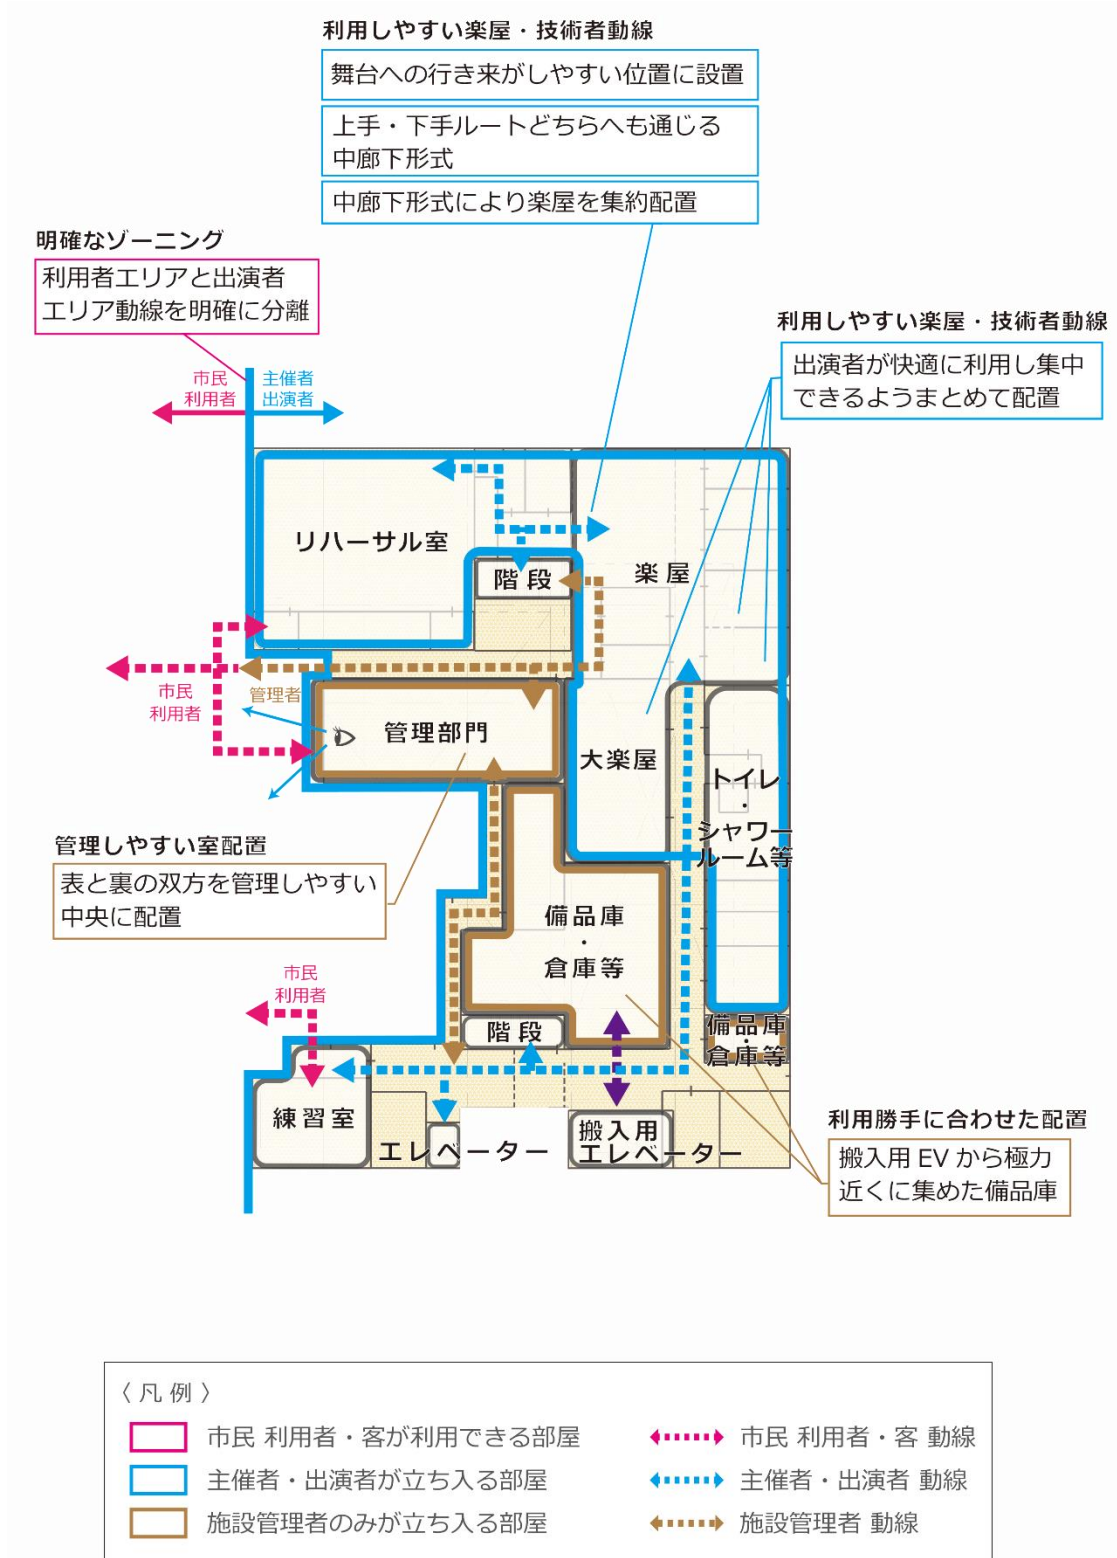 利用しやすい楽屋・技術者動線
舞台への行き来がしやすい位置に設置
上手・下手ルートどちらへも通じる
中廊下形式
中廊下形式により楽屋を集約配置
明確なゾーニング
利用者エリアと出演者
エリア動線を明確に分離
利用しやすい楽屋・技術者動線
出演者が快適に利用し集中
できるようまとめて配置
市民
利用者
主催者
出演者
リハーサル室
階段
楽屋
市民
利用者
管理者
管理部門
大楽屋
トイレ
・
シャワー
ルーム等
管理しやすい室配置
表と裏の双方を管理しやすい
中央に配置
備品庫
・
倉庫等
市民
利用者
階段
備品庫
・
倉庫等
練習室
エレベーター
搬入用
エレベーター
利用勝手に合わせた配置
搬入用 EV から極力
近くに集めた備品庫
〈 凡 例 〉
市民 利用者・客が利用できる部屋
市民 利用者・客 動線
主催者・出演者が立ち入る部屋
主催者・出演者 動線
施設管理者のみが立ち入る部屋
施設管理者 動線